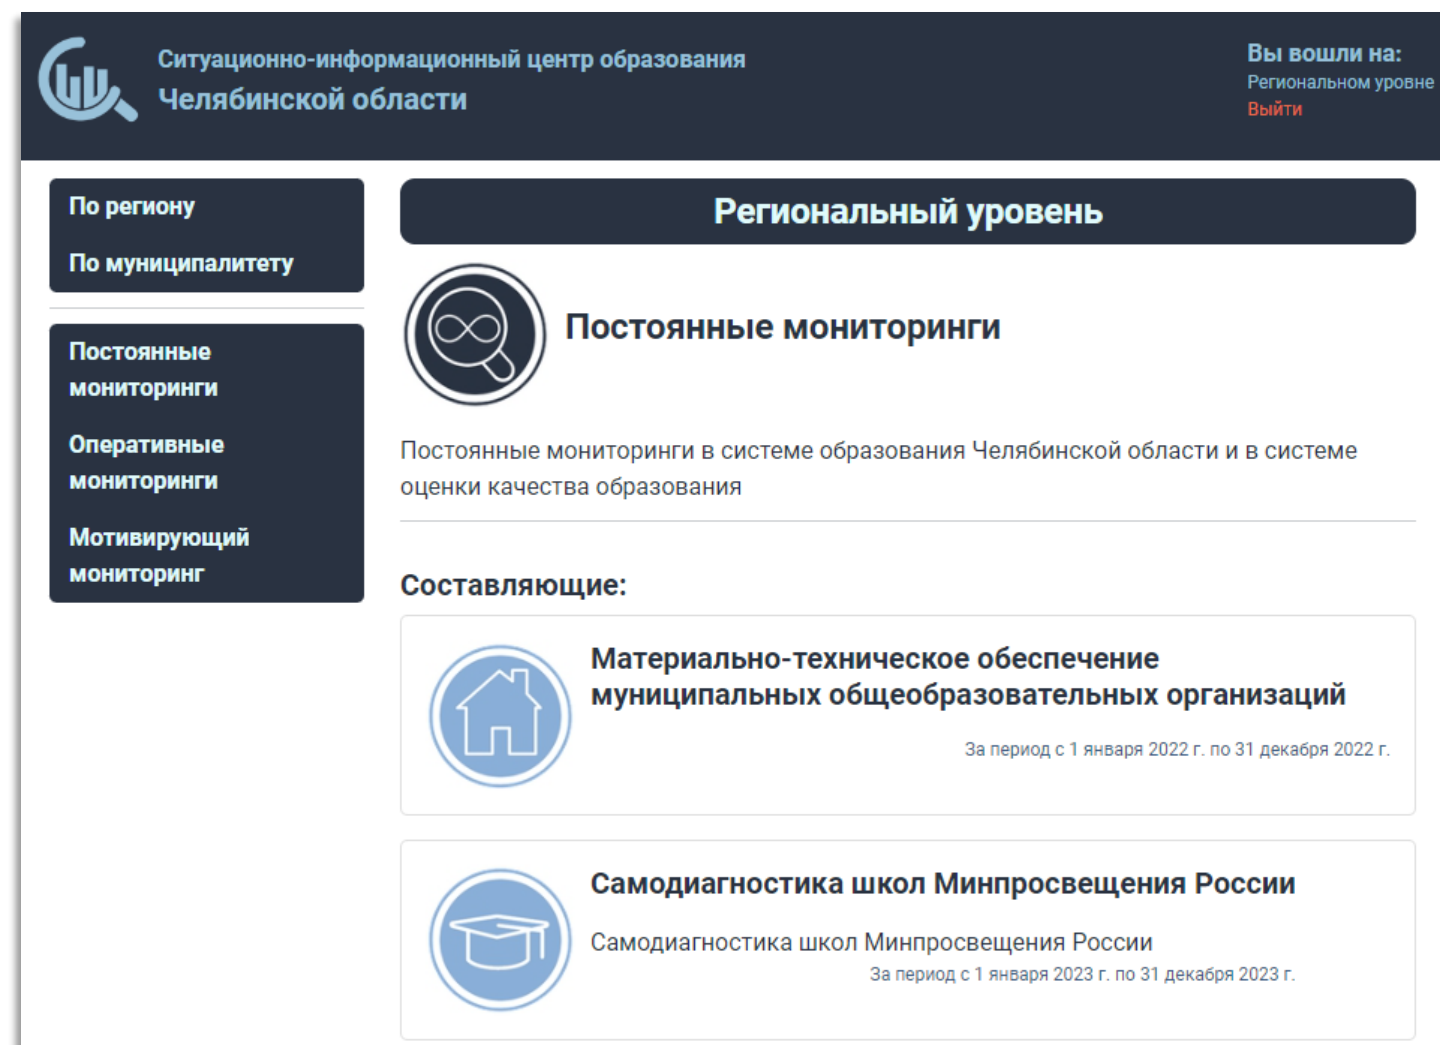 Ситуационно-информационный центр образования
Челябинской области
Вы вошли на:
Региональном уровне
Выйти
По региону
По муниципалитету
Постоянные
мониторинги
Оперативные
мониторинги
Мотивирующий
мониторинг
Региональный уровень
Постоянные мониторинги
Постоянные мониторинги в системе образования Челябинской области и в системе
оценки качества образования
Составляющие:
Материально-техническое обеспечение
муниципальных общеобразовательных организаций
За период с 1 января 2022 г. по 31 декабря 2022 г.
Самодиагностика школ Минпросвещения России
Самодиагностика школ Минпросвещения России
За период с 1 января 2023 г. по 31 декабря 2023 г.